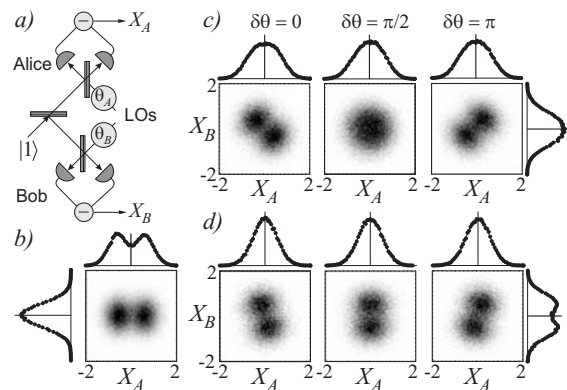 a)
X_A
Alice
θ_A
LOs
θ_B
|1⟩
Bob
X_B
b)
-2 X_A 2
c) δθ = 0 δθ = π/2 δθ = π
2
X_B
-2
-2 X_A 2 -2 X_A 2 -2 X_A 2
d)
2
X_B
-2
-2 X_A 2 -2 X_A 2 -2 X_A 2